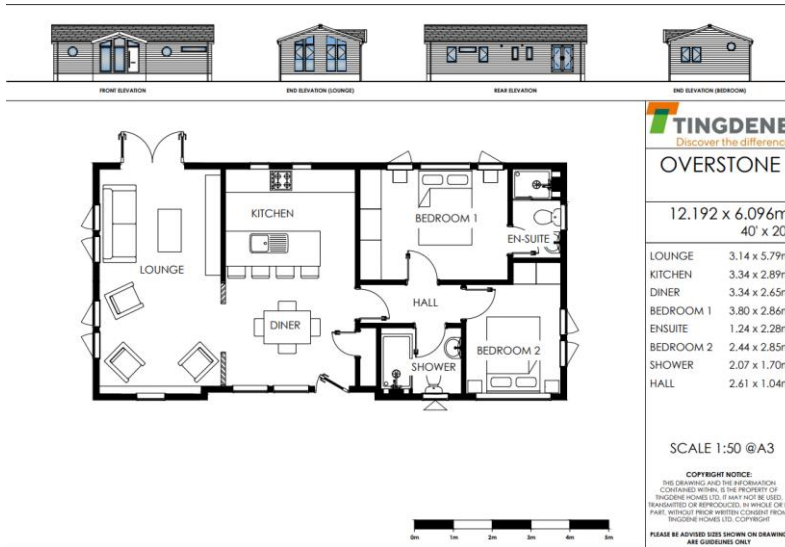 FRONT ELEVATION
END ELEVATION (LOUNGE)
REAR ELEVATION
END ELEVATION (BEDROOM)
TINGDENE
Discover the difference
OVERSTONE
12.192 x 6.096m
40' x 20'
LOUNGE 3.14 x 5.79m
KITCHEN 3.34 x 2.89m
DINER 3.34 x 2.65m
BEDROOM 1 3.80 x 2.86m
ENSUITE 1.24 x 2.28m
BEDROOM 2 2.44 x 2.85m
SHOWER 2.07 x 1.70m
HALL 2.61 x 1.04m
KITCHEN
BEDROOM 1
EN-SUITE
LOUNGE
HALL
DINER
SHOWER
BEDROOM 2
SCALE 1:50 @A3
COPYRIGHT NOTICE:
THIS DRAWING AND THE INFORMATION
CONTAINED WITHIN, IS THE PROPERTY OF
TINGDENE HOMES LTD. IT MAY NOT BE USED,
TRANSMITTED OR REPRODUCED, IN WHOLE OR I
PART, WITHOUT PRIOR WRITTEN CONSENT FROM
TINGDENE HOMES LTD. COPYRIGHT
PLEASE BE ADVISED SIZES SHOWN ON DRAWING
ARE GUIDELINES ONLY
0m 1m 2m 3m 4m 5m